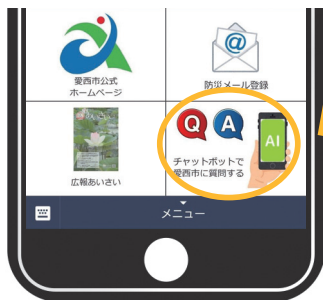 愛西市公式
ホームページ
@
防災メール登録
広報あいさい
Q A
AI
チャットボットで
愛西市に質問する
メニュー